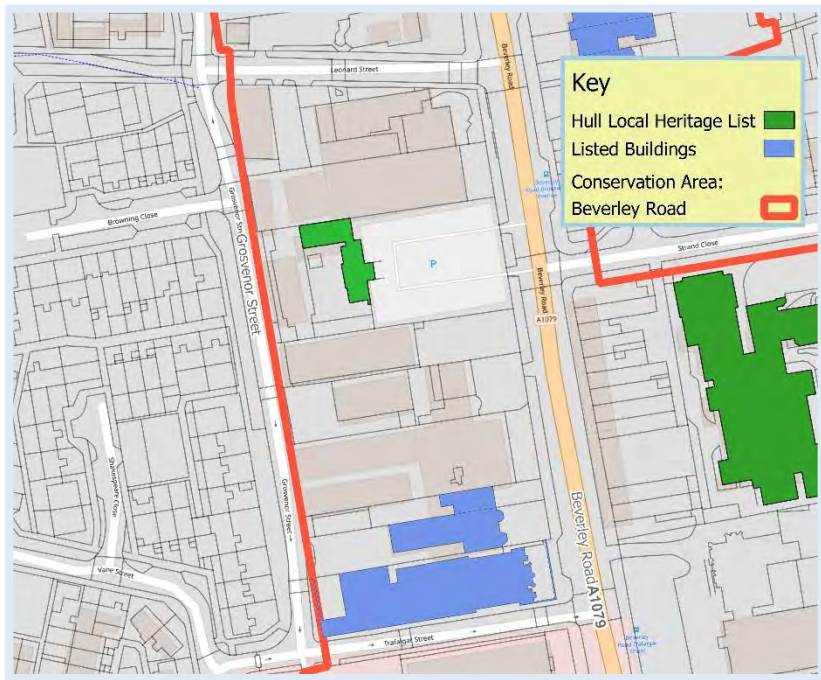 Leonard Street
Beverley Road
Key
Hull Local Heritage List
Listed Buildings
Conservation Area:
Beverley Road
Browning Close
Grosvenor Street
Strand Close
P
Beverley Road
A1079
Shakespeare Close
Grosvenor Street
Vane Street
Beverley Road A1079
Trafalgar Street
Beverley
Road Trafalgar
Street